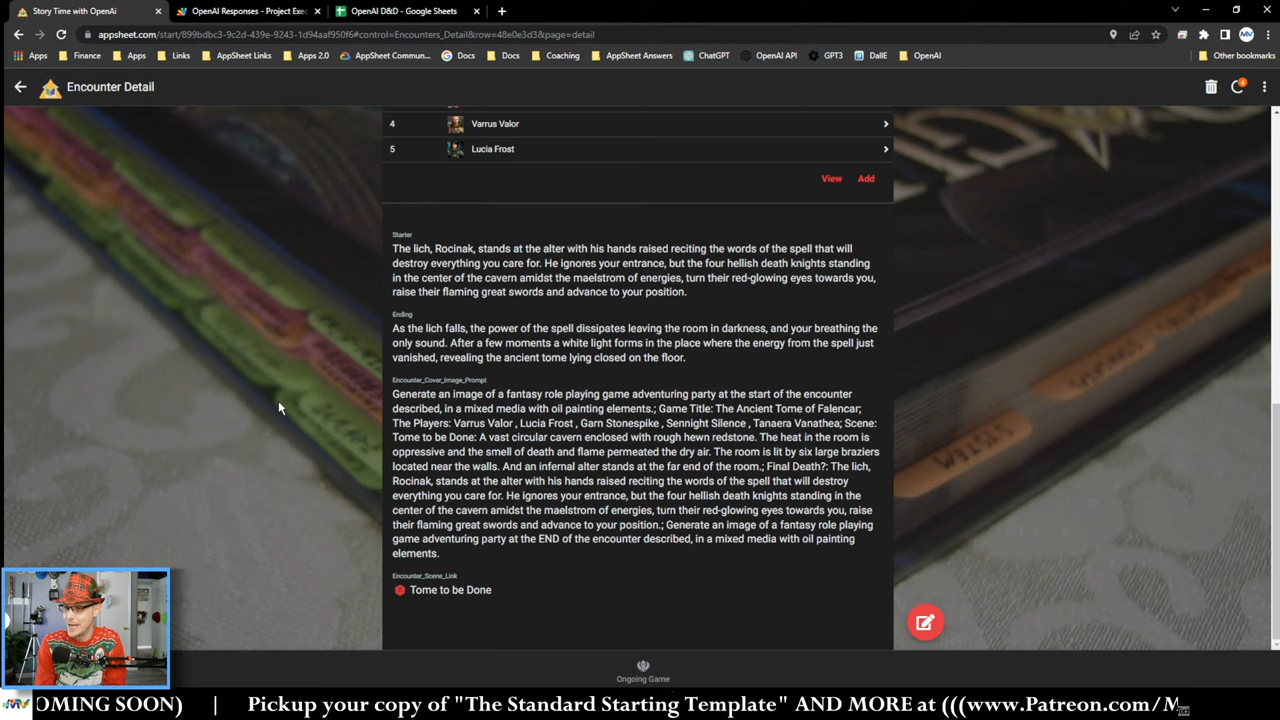 Story Time with OpenAi
OpenAI Responses - Project Exec
OpenAI D&D - Google Sheets
appsheet.com/start/899bdbc3-9c2d-439e-9243-1d94aaf950f6#control=Encounters_Detail&row=48e0e3d3&page=detail
Apps
Finance
Apps
Links
AppSheet Links
Apps 2.0
AppSheet Commun...
Docs
Docs
Coaching
AppSheet Answers
ChatGPT
OpenAI API
GPT3
DallE
OpenAI
Other bookmarks
Encounter Detail
4
4 Varrus Valor
5 Lucia Frost
View Add
Starter
The lich, Rocinak, stands at the alter with his hands raised reciting the words of the spell that will
destroy everything you care for. He ignores your entrance, but the four hellish death knights standing
in the center of the cavern amidst the maelstrom of energies, turn their red-glowing eyes towards you,
raise their flaming great swords and advance to your position.
Ending
As the lich falls, the power of the spell dissipates leaving the room in darkness, and your breathing the
only sound. After a few moments a white light forms in the place where the energy from the spell just
vanished, revealing the ancient tome lying closed on the floor.
Encounter_Cover_Image_Prompt
Generate an image of a fantasy role playing game adventuring party at the start of the encounter
described, in a mixed media with oil painting elements.; Game Title: The Ancient Tome of Falencar;
The Players: Varrus Valor , Lucia Frost , Garn Stonespike , Sennight Silence , Tanaera Vanathea; Scene:
Tome to be Done: A vast circular cavern enclosed with rough hewn redstone. The heat in the room is
oppressive and the smell of death and flame permeated the dry air. The room is lit by six large braziers
located near the walls. And an infernal alter stands at the far end of the room.; Final Death?: The lich,
Rocinak, stands at the alter with his hands raised reciting the words of the spell that will destroy
everything you care for. He ignores your entrance, but the four hellish death knights standing in the
center of the cavern amidst the maelstrom of energies, turn their red-glowing eyes towards you, raise
their flaming great swords and advance to your position.; Generate an image of a fantasy role playing
game adventuring party at the END of the encounter described, in a mixed media with oil painting
elements.
Encounter_Scene_Link
Tome to be Done
SYSTEM
Ongoing Game
OMING SOON) | Pickup your copy of "The Standard Starting Template" AND MORE at (((www.Patreon.com/M